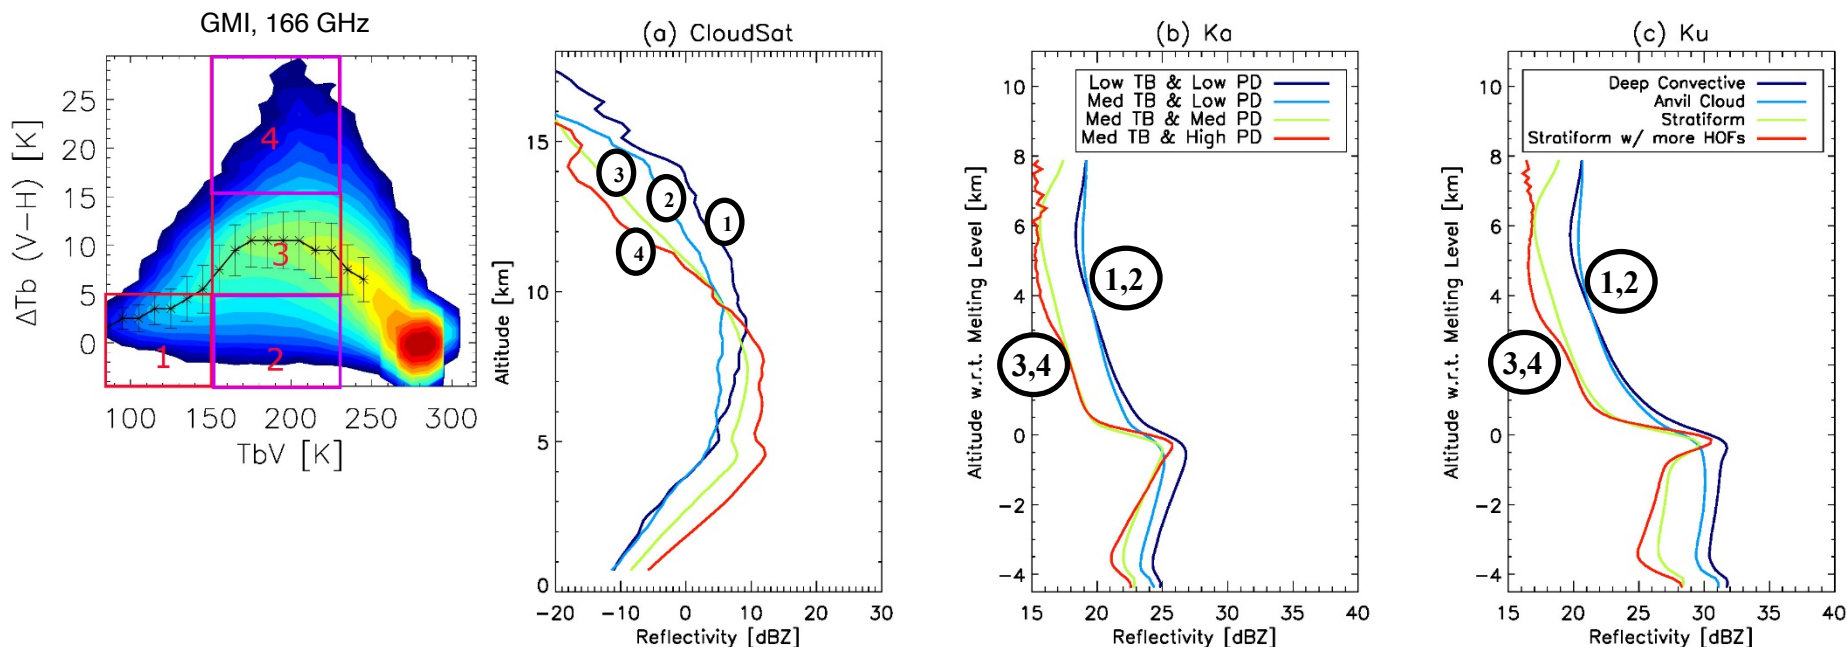 GMI, 166 GHz
ΔTb (V−H) [K]
25
20
15
10
5
0
4
3
1
2
100 150 200 250 300
TbV [K]
(a) CloudSat
Altitude [km]
15
10
5
0
3
2
1
4
−20 −10 0 10 20 30
Reflectivity [dBZ]
(b) Ka
Altitude w.r.t. Melting Level [km]
10
8
6
4
2
0
−2
−4
Low TB & Low PD
Med TB & Low PD
Med TB & Med PD
Med TB & High PD
1,2
3,4
15 20 25 30 35 40
Reflectivity [dBZ]
(c) Ku
Altitude w.r.t. Melting Level [km]
10
8
6
4
2
0
−2
−4
Deep Convective
Anvil Cloud
Stratiform
Stratiform w/ more HOFs
1,2
3,4
15 20 25 30 35 40
Reflectivity [dBZ]